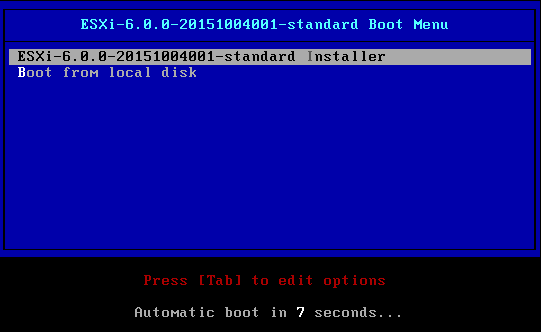 ESXi-6.0.0-20151004001-standard Boot Menu
ESXi-6.0.0-20151004001-standard Installer
Boot from local disk
Press [Tab] to edit options
Automatic boot in 7 seconds...